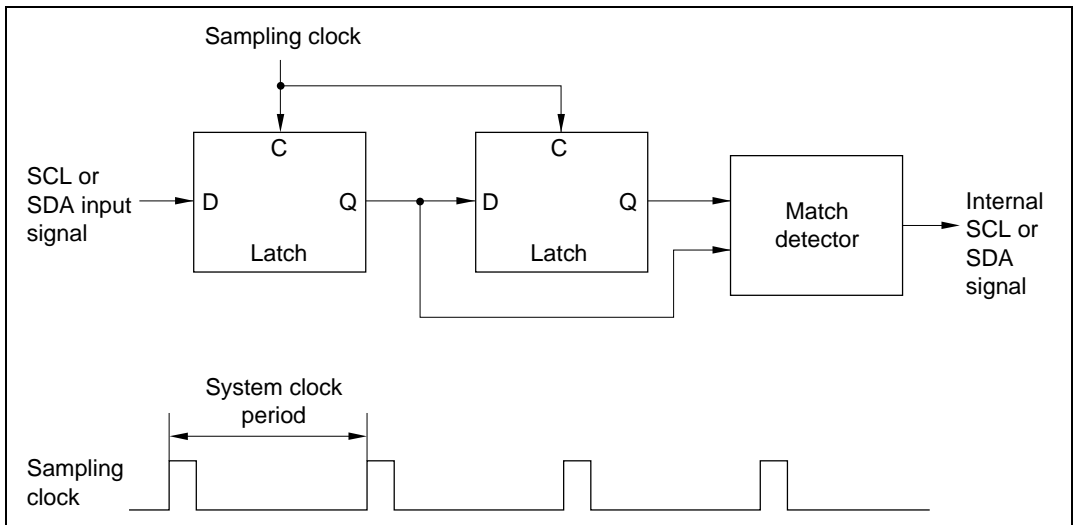 Sampling clock
C
C
SCL or
SDA input
signal
D
Q
D
Q
Latch
Latch
Match
detector
Internal
SCL or
SDA
signal
System clock
period
Sampling
clock